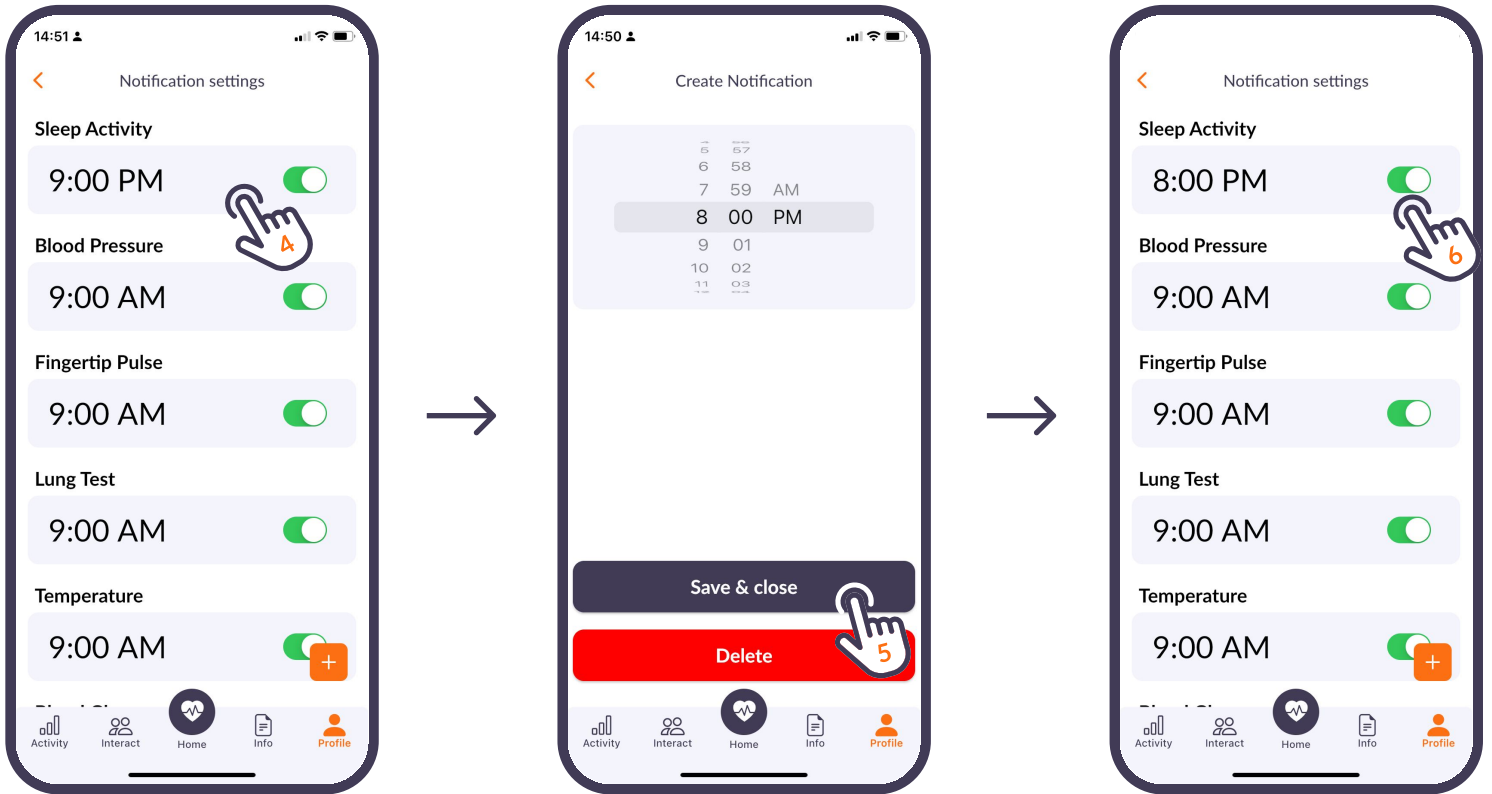 14:51
Notification settings
Sleep Activity
9:00 PM
4
Blood Pressure
9:00 AM
Fingertip Pulse
9:00 AM
Lung Test
9:00 AM
Temperature
9:00 AM
+
Activity Interact Home Info Profile
14:50
Create Notification
5 57
6 58
7 59 AM
8 00 PM
9 01
10 02
11 03
Save & close
5
Delete
Activity Interact Home Info Profile
Notification settings
Sleep Activity
8:00 PM
6
Blood Pressure
9:00 AM
Fingertip Pulse
9:00 AM
Lung Test
9:00 AM
Temperature
9:00 AM
+
Activity Interact Home Info Profile